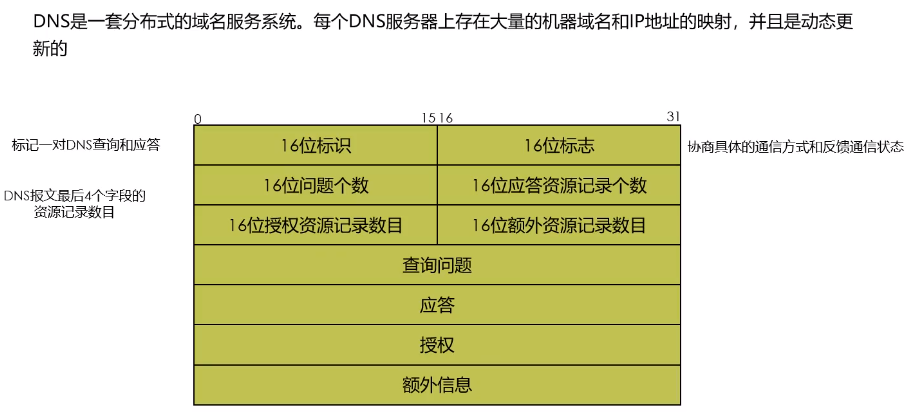 DNS是一套分布式的域名服务系统。每个DNS服务器上存在大量的机器域名和IP地址的映射，并且是动态更
新的
0 15 16 31
标记一对DNS查询和应答 16位标识 16位标志 协商具体的通信方式和反馈通信状态
DNS报文最后4个字段的
资源记录数目
16位问题个数 16位应答资源记录个数
16位授权资源记录数目 16位额外资源记录数目
查询问题
应答
授权
额外信息